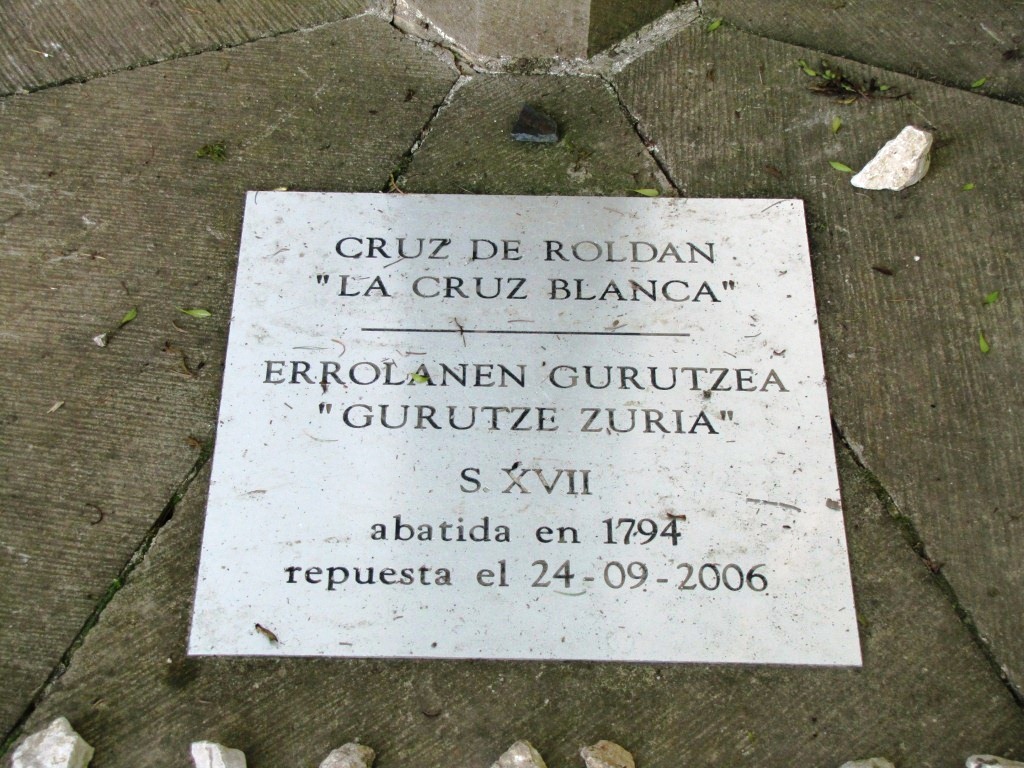 CRUZ DE ROLDAN
"LA CRUZ BLANCA"
ERROLANEN GURUTZEA
"GURUTZE ZURIA"
S. XVII
abatida en 1794
repuesta el 24-09-2006